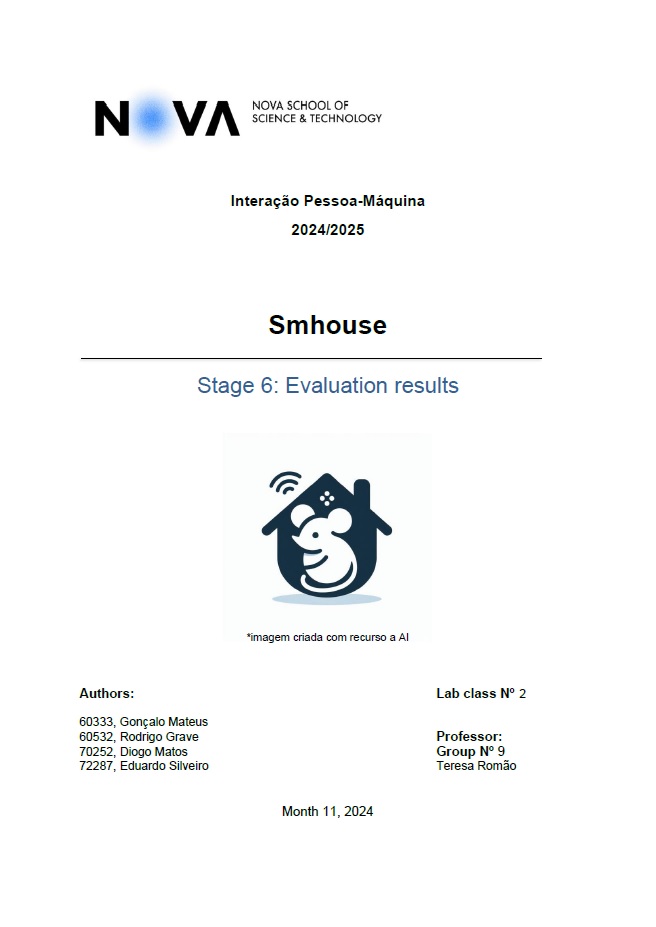 NOVA NOVA SCHOOL OF
SCIENCE & TECHNOLOGY
Interação Pessoa-Máquina
2024/2025
Smhouse
Stage 6: Evaluation results
*imagem criada com recurso a AI
Authors:
60333, Gonçalo Mateus
60532, Rodrigo Grave
70252, Diogo Matos
72287, Eduardo Silveiro
Lab class Nº 2
Professor:
Group Nº 9
Teresa Romão
Month 11, 2024